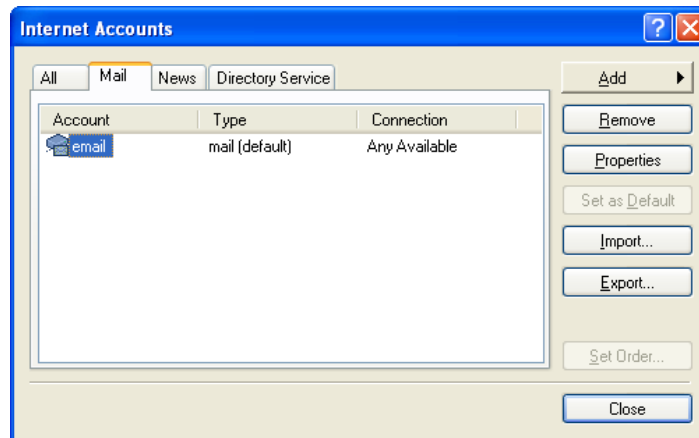 Internet Accounts
All Mail News Directory Service
Add
Account Type Connection
Remove
email mail (default) Any Available
Properties
Set as Default
Import...
Export...
Set Order...
Close